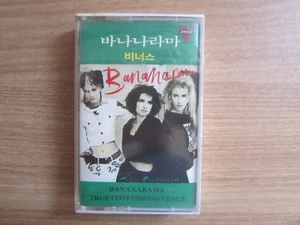 바나나라마
비너스
Bananarama
BANANARAMA
TRUE CONFESSIONS/VENUS